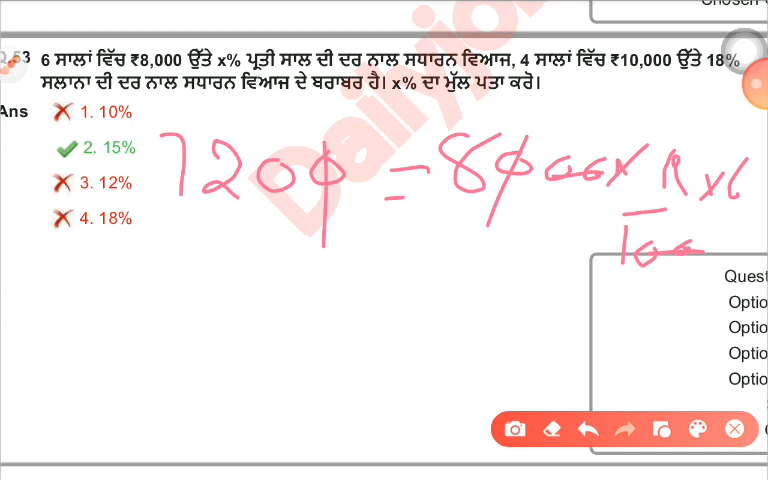 Q.53 6 ਸਾਲਾਂ ਵਿੱਚ ₹8,000 ਉੱਤੇ x% ਪ੍ਰਤੀ ਸਾਲ ਦੀ ਦਰ ਨਾਲ ਸਧਾਰਨ ਵਿਆਜ, 4 ਸਾਲਾਂ ਵਿੱਚ ₹10,000 ਉੱਤੇ 18%
ਸਲਾਨਾ ਦੀ ਦਰ ਨਾਲ ਸਧਾਰਨ ਵਿਆਜ ਦੇ ਬਰਾਬਰ ਹੈ। x% ਦਾ ਮੁੱਲ ਪਤਾ ਕਰੋ।
Ans 1. 10%
2. 15%
3. 12%
4. 18%
7200 = 8000 x R x 6
100
Quest
Optio
Optio
Optio
Optio